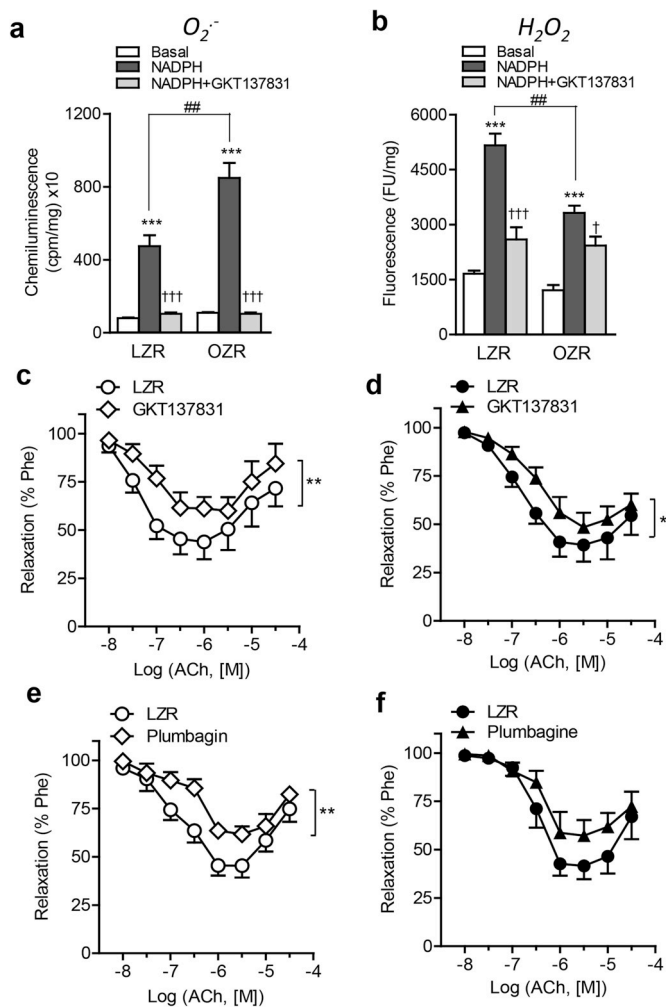 a
O₂·⁻
Basal
NADPH
NADPH+GKT137831
##
***
***
†††
†††
Chemiluminescence
(cpm/mg) x10
1200
800
400
0
LZR
OZR
b
H₂O₂
Basal
NADPH
NADPH+GKT137831
##
***
***
†††
†
Fluorescence (FU/mg)
6000
4500
3000
1500
0
LZR
OZR
c
LZR
GKT137831
Relaxation (% Phe)
100
75
50
25
0
**
-8
-7
-6
-5
-4
Log (ACh, [M])
d
LZR
GKT137831
Relaxation (% Phe)
100
75
50
25
0
*
-8
-7
-6
-5
-4
Log (ACh, [M])
e
LZR
Plumbagin
Relaxation (% Phe)
100
75
50
25
0
**
-8
-7
-6
-5
-4
Log (ACh, [M])
f
LZR
Plumbagine
Relaxation (% Phe)
100
75
50
25
0
-8
-7
-6
-5
-4
Log (ACh, [M])